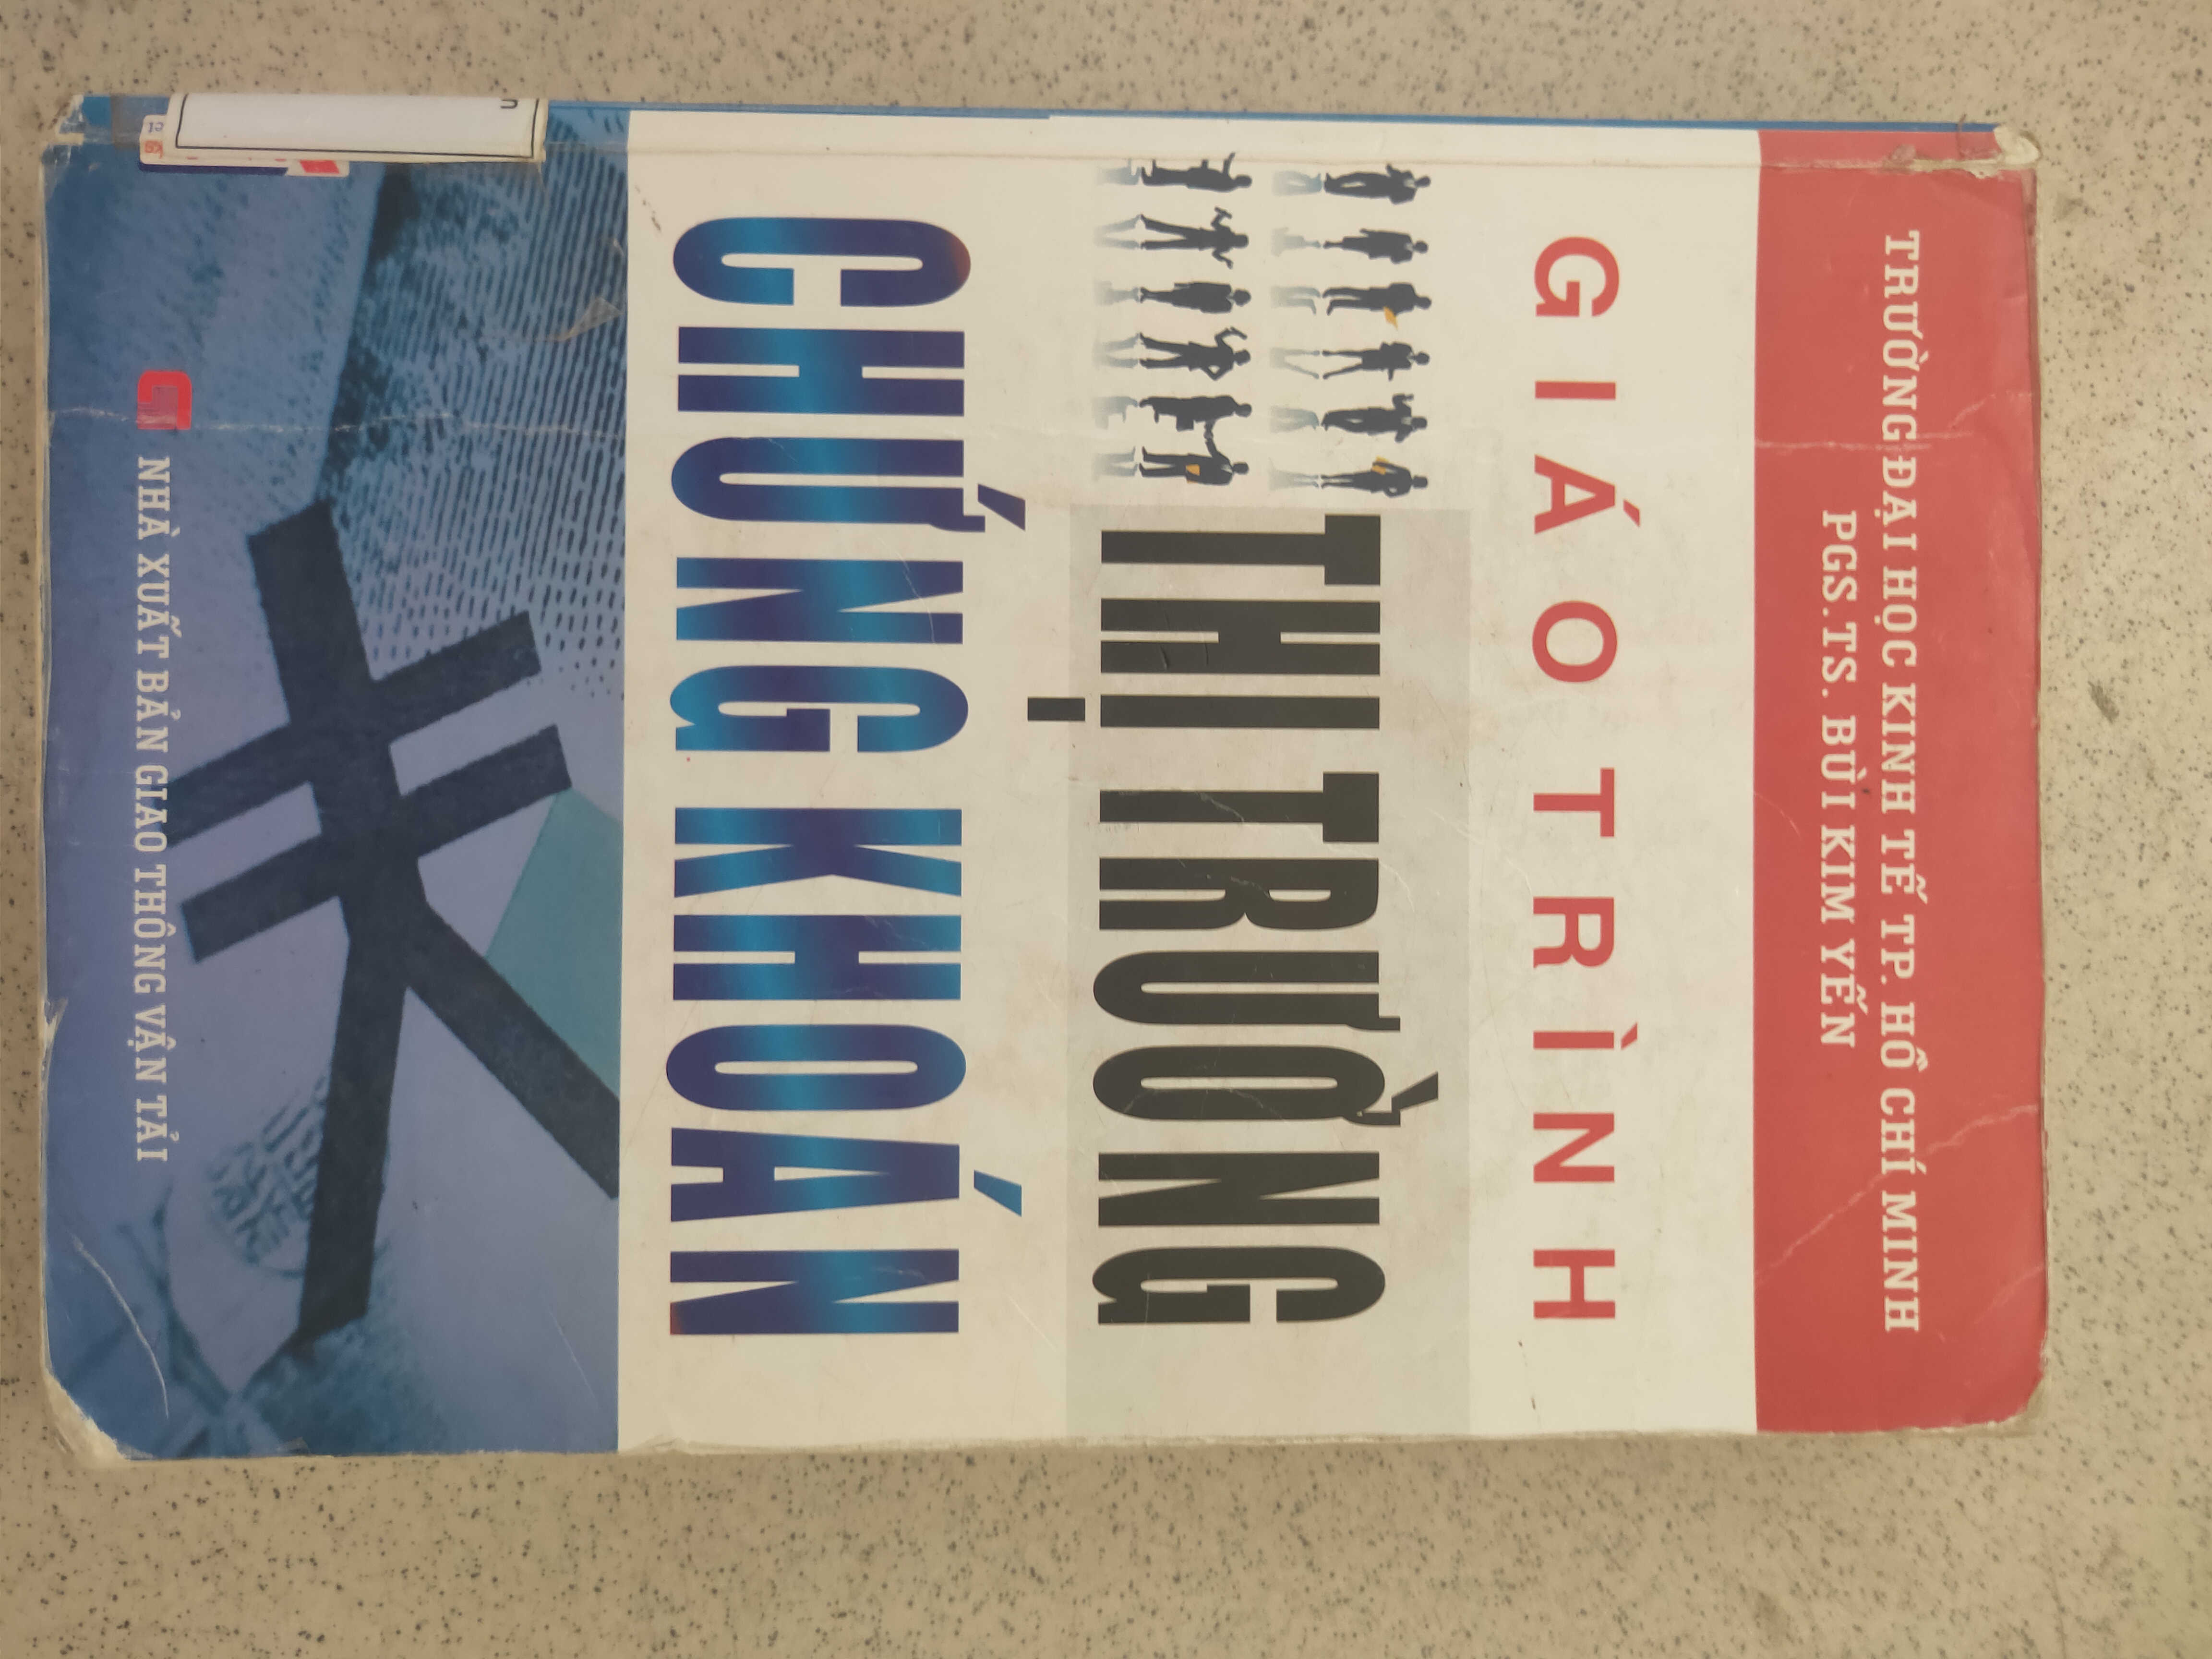 TRƯỜNG ĐẠI HỌC KINH TẾ TP. HỒ CHÍ MINH
PGS.TS. BÙI KIM YẾN
GIÁO TRÌNH
THỊ TRƯỜNG
CHỨNG KHOÁN
n
NHÀ XUẤT BẢN GIAO THÔNG VẬN TẢI